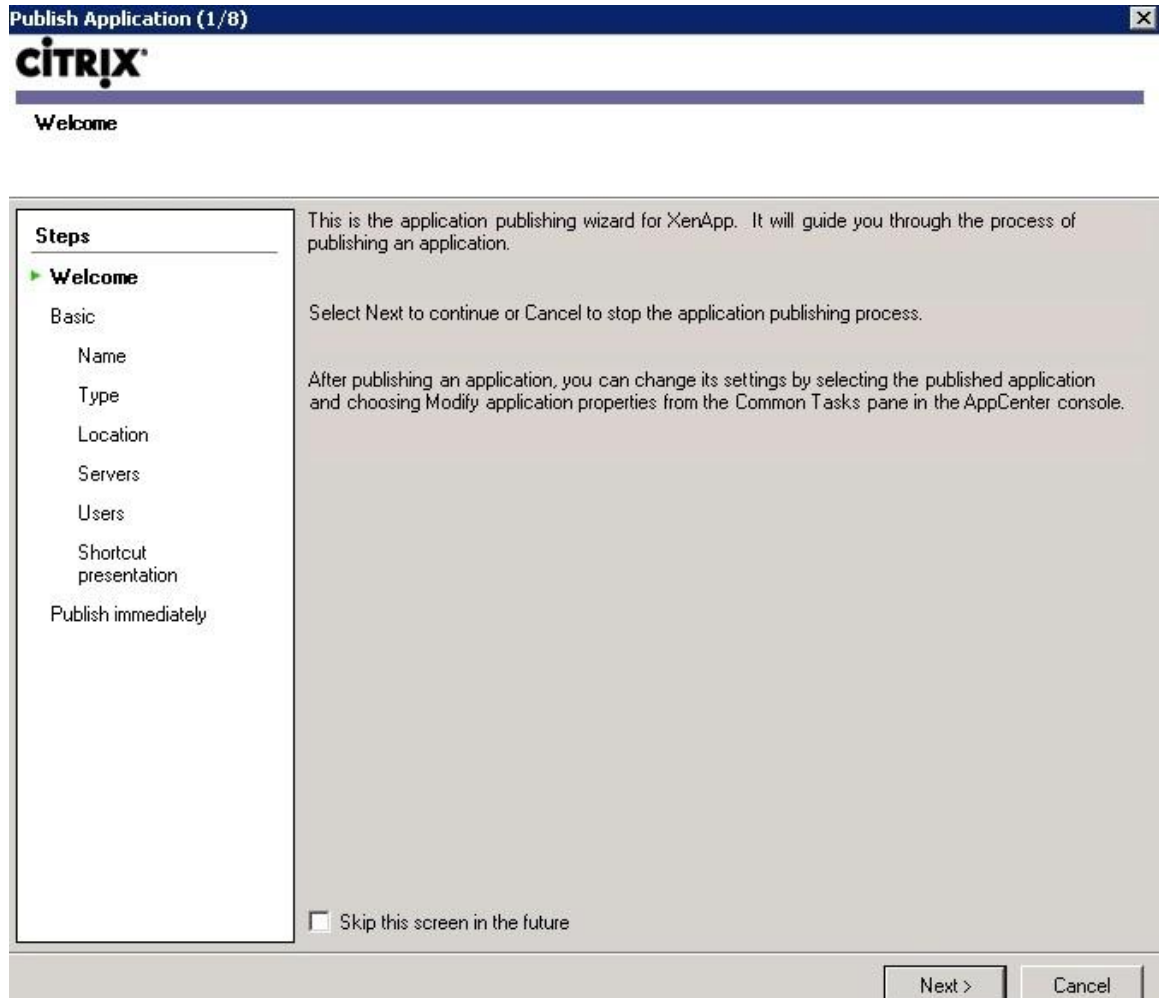 Publish Application (1/8)
CITRIX
Welcome
Steps
Welcome
Basic
Name
Type
Location
Servers
Users
Shortcut
presentation
Publish immediately
This is the application publishing wizard for XenApp. It will guide you through the process of
publishing an application.
Select Next to continue or Cancel to stop the application publishing process.
After publishing an application, you can change its settings by selecting the published application
and choosing Modify application properties from the Common Tasks pane in the AppCenter console.
Skip this screen in the future
Next >
Cancel